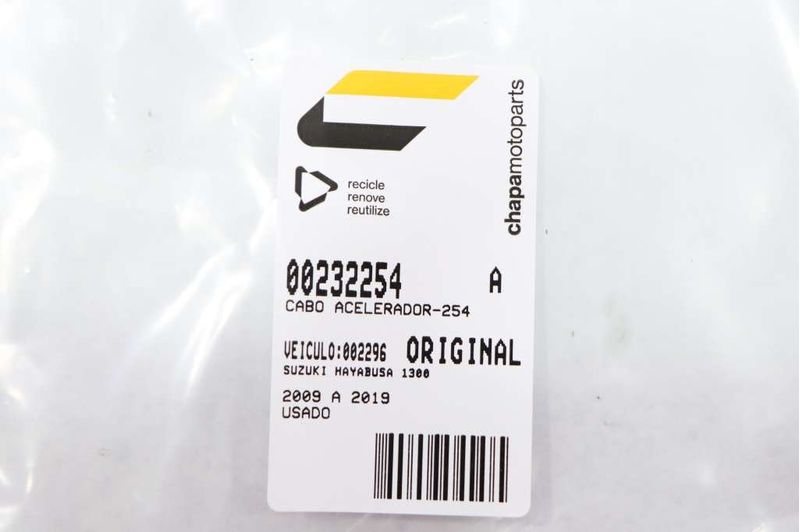 chapamotoparts
recicle
renove
reutilize
00232254 A
CABO ACELERADOR-254
VEICULO:002296 ORIGINAL
SUZUKI HAYABUSA 1300
2009 A 2019
USADO